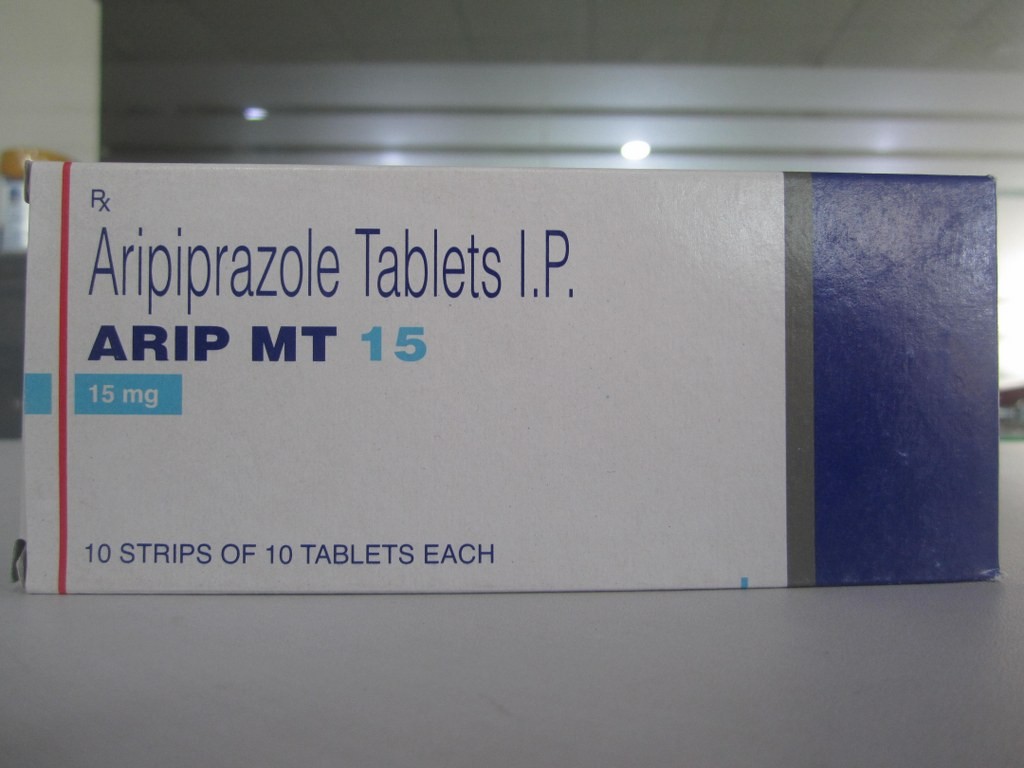 Rx
Aripiprazole Tablets I.P.
ARIP MT 15
15 mg
10 STRIPS OF 10 TABLETS EACH